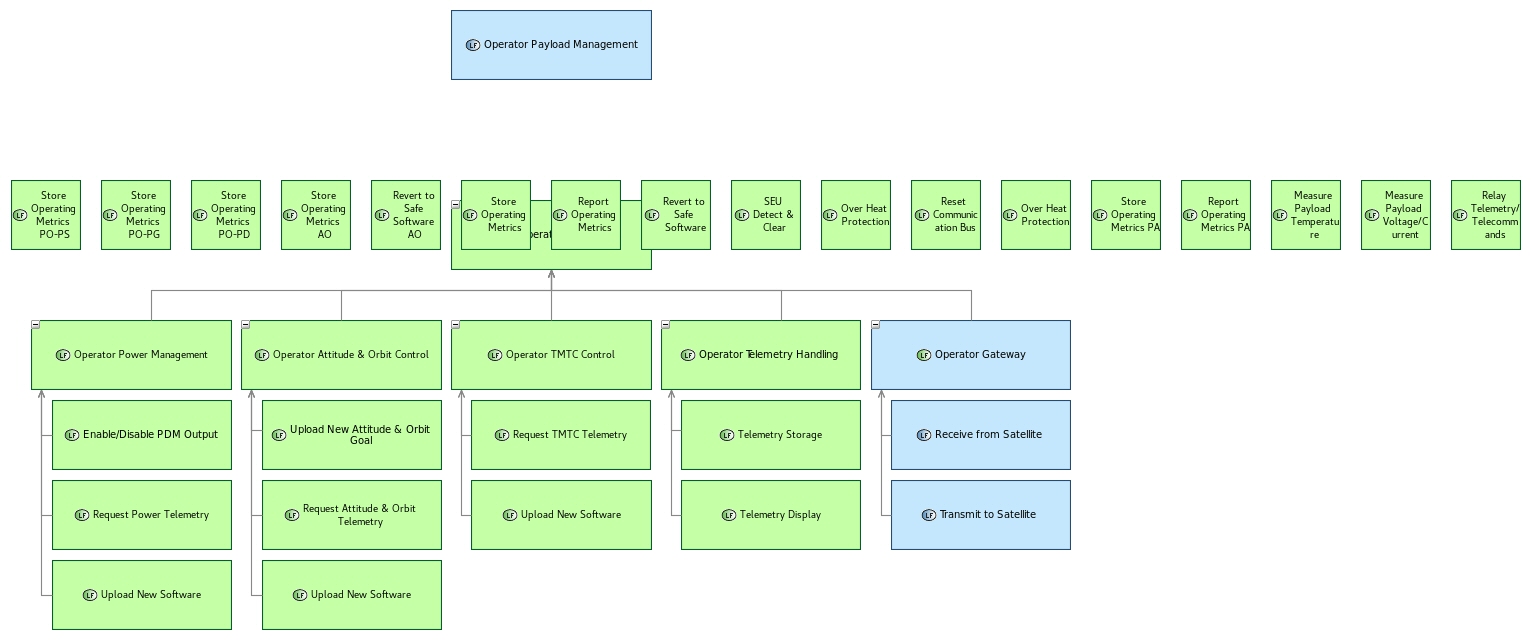 LF Operator Payload Management
LF Store
Operating
Metrics
PO-PS
LF Store
Operating
Metrics
PO-PG
LF Store
Operating
Metrics
PO-PD
LF Store
Operating
Metrics
AO
LF Revert to
Safe
Software
AO
LF Store
Operating
Metrics
LF Report
Operating
Metrics
LF Revert to
Safe
Software
LF SEU
Detect &
Clear
LF Over Heat
Protection
LF Reset
Communic
ation Bus
LF Over Heat
Protection
LF Store
Operating
Metrics PA
LF Report
Operating
Metrics PA
LF Measure
Payload
Temperatu
re
LF Measure
Payload
Voltage/C
urrent
LF Relay
Telemetry/
Telecomm
ands
LF Operator Power Management
LF Operator Attitude & Orbit Control
LF Operator TMTC Control
LF Operator Telemetry Handling
LF Operator Gateway
LF Enable/Disable PDM Output
LF Upload New Attitude & Orbit
Goal
LF Request TMTC Telemetry
LF Telemetry Storage
LF Receive from Satellite
LF Request Power Telemetry
LF Request Attitude & Orbit
Telemetry
LF Upload New Software
LF Telemetry Display
LF Transmit to Satellite
LF Upload New Software
LF Upload New Software